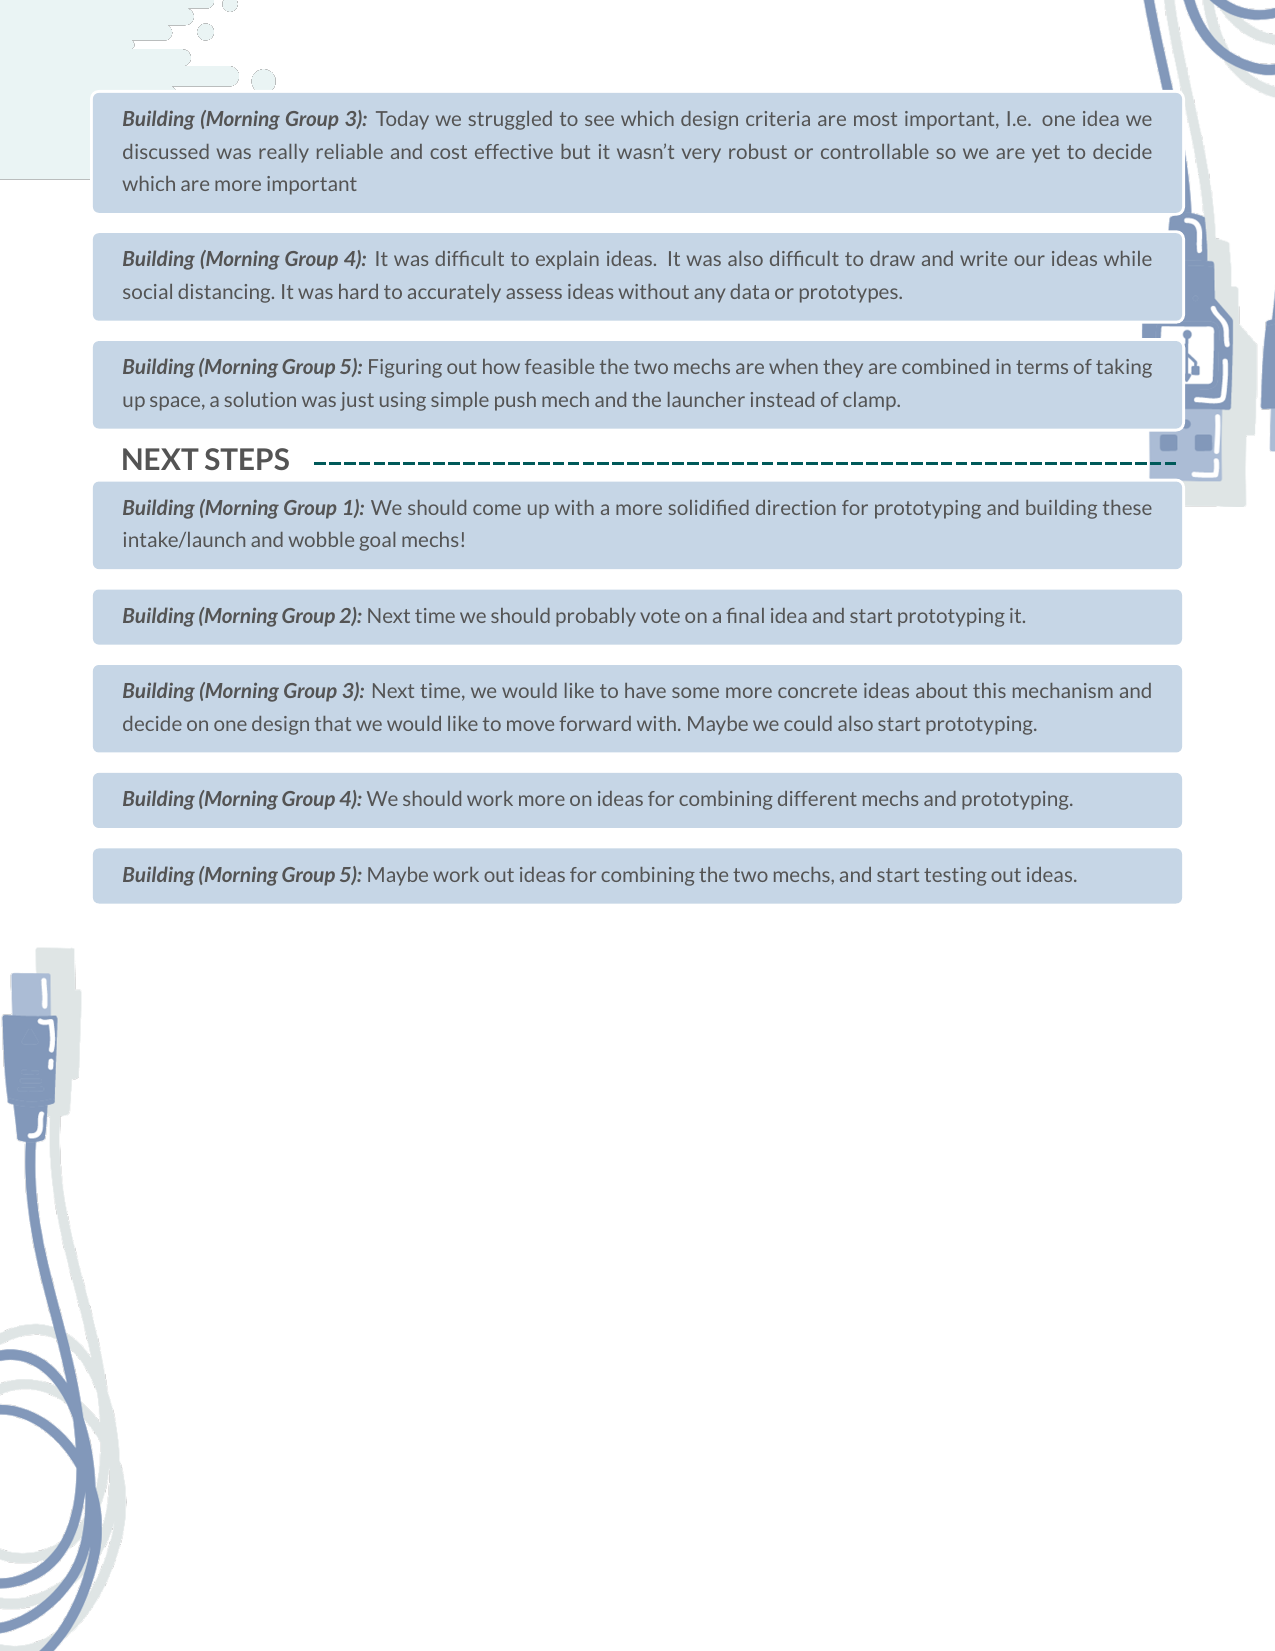 Building (Morning Group 3): Today we struggled to see which design criteria are most important, I.e. one idea we
discussed was really reliable and cost effective but it wasn't very robust or controllable so we are yet to decide
which are more important
Building (Morning Group 4): It was difficult to explain ideas. It was also difficult to draw and write our ideas while
social distancing. It was hard to accurately assess ideas without any data or prototypes.
Building (Morning Group 5): Figuring out how feasible the two mechs are when they are combined in terms of taking
up space, a solution was just using simple push mech and the launcher instead of clamp.
NEXT STEPS
Building (Morning Group 1): We should come up with a more solidified direction for prototyping and building these
intake/launch and wobble goal mechs!
Building (Morning Group 2): Next time we should probably vote on a final idea and start prototyping it.
Building (Morning Group 3): Next time, we would like to have some more concrete ideas about this mechanism and
decide on one design that we would like to move forward with. Maybe we could also start prototyping.
Building (Morning Group 4): We should work more on ideas for combining different mechs and prototyping.
Building (Morning Group 5): Maybe work out ideas for combining the two mechs, and start testing out ideas.